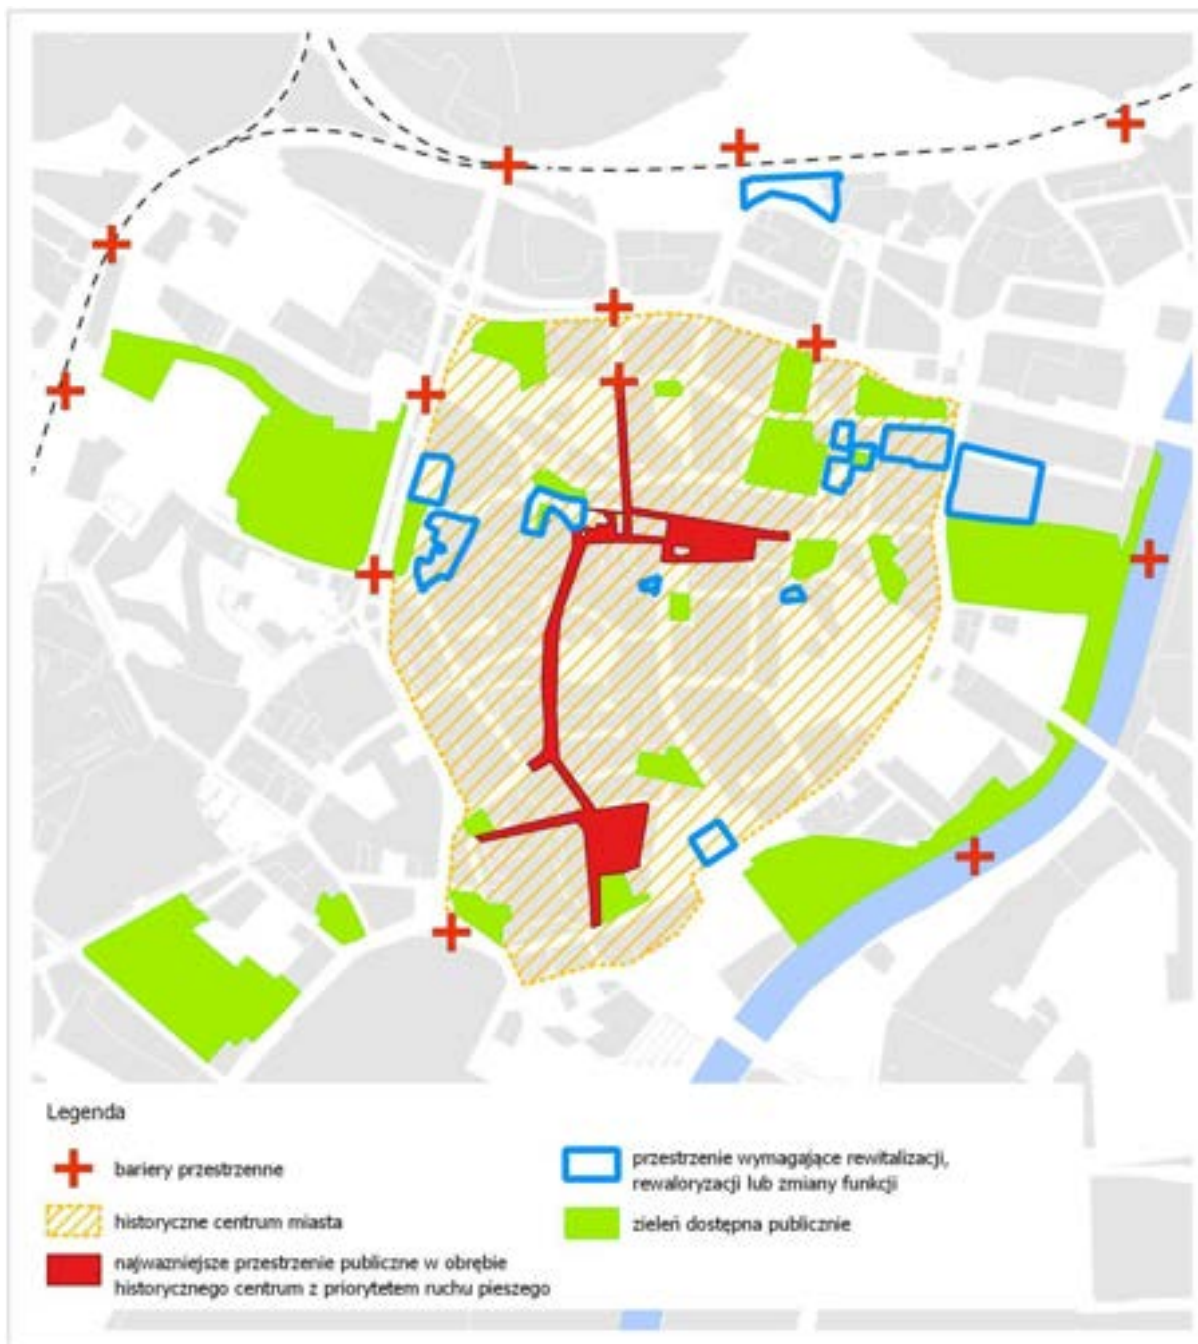 Legenda
bariery przestrzenne
historyczne centrum miasta
najwazniejsze przestrzenie publiczne w obrębie
historycznego centrum z priorytetem ruchu pieszego
przestrzenie wymagające rewitalizacji,
rewaloryzacji lub zmiany funkcji
zieleń dostępna publicznie